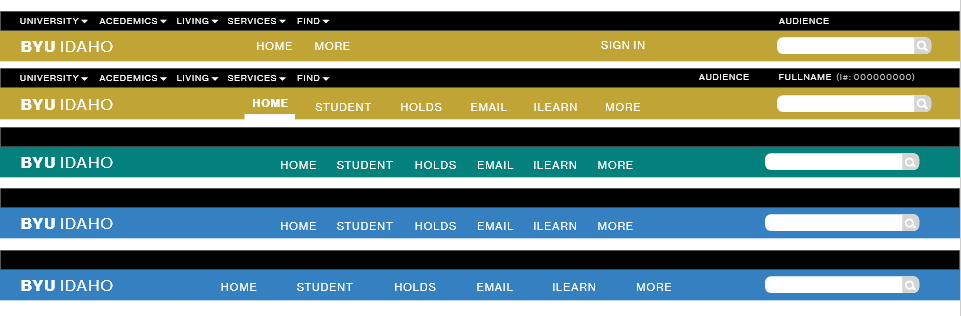 UNIVERSITY ACEDEMICS LIVING SERVICES FIND AUDIENCE
BYU IDAHO HOME MORE SIGN IN
UNIVERSITY ACEDEMICS LIVING SERVICES FIND AUDIENCE FULLNAME (I#: 000000000)
BYU IDAHO HOME STUDENT HOLDS EMAIL ILEARN MORE
BYU IDAHO HOME STUDENT HOLDS EMAIL ILEARN MORE
BYU IDAHO HOME STUDENT HOLDS EMAIL ILEARN MORE
BYU IDAHO HOME STUDENT HOLDS EMAIL ILEARN MORE